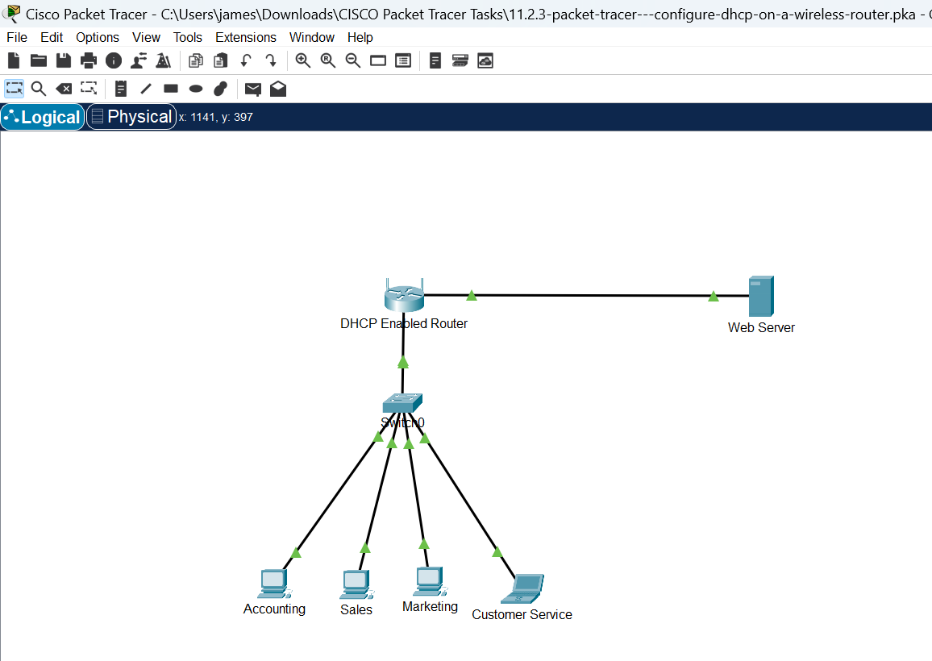 Cisco Packet Tracer - C:\Users\james\Downloads\CISCO Packet Tracer Tasks\11.2.3-packet-tracer---configure-dhcp-on-a-wireless-router.pka -
File Edit Options View Tools Extensions Window Help
Logical Physical x: 1141, y: 397
DHCP Enabled Router
Web Server
Switch0
Accounting Sales Marketing Customer Service